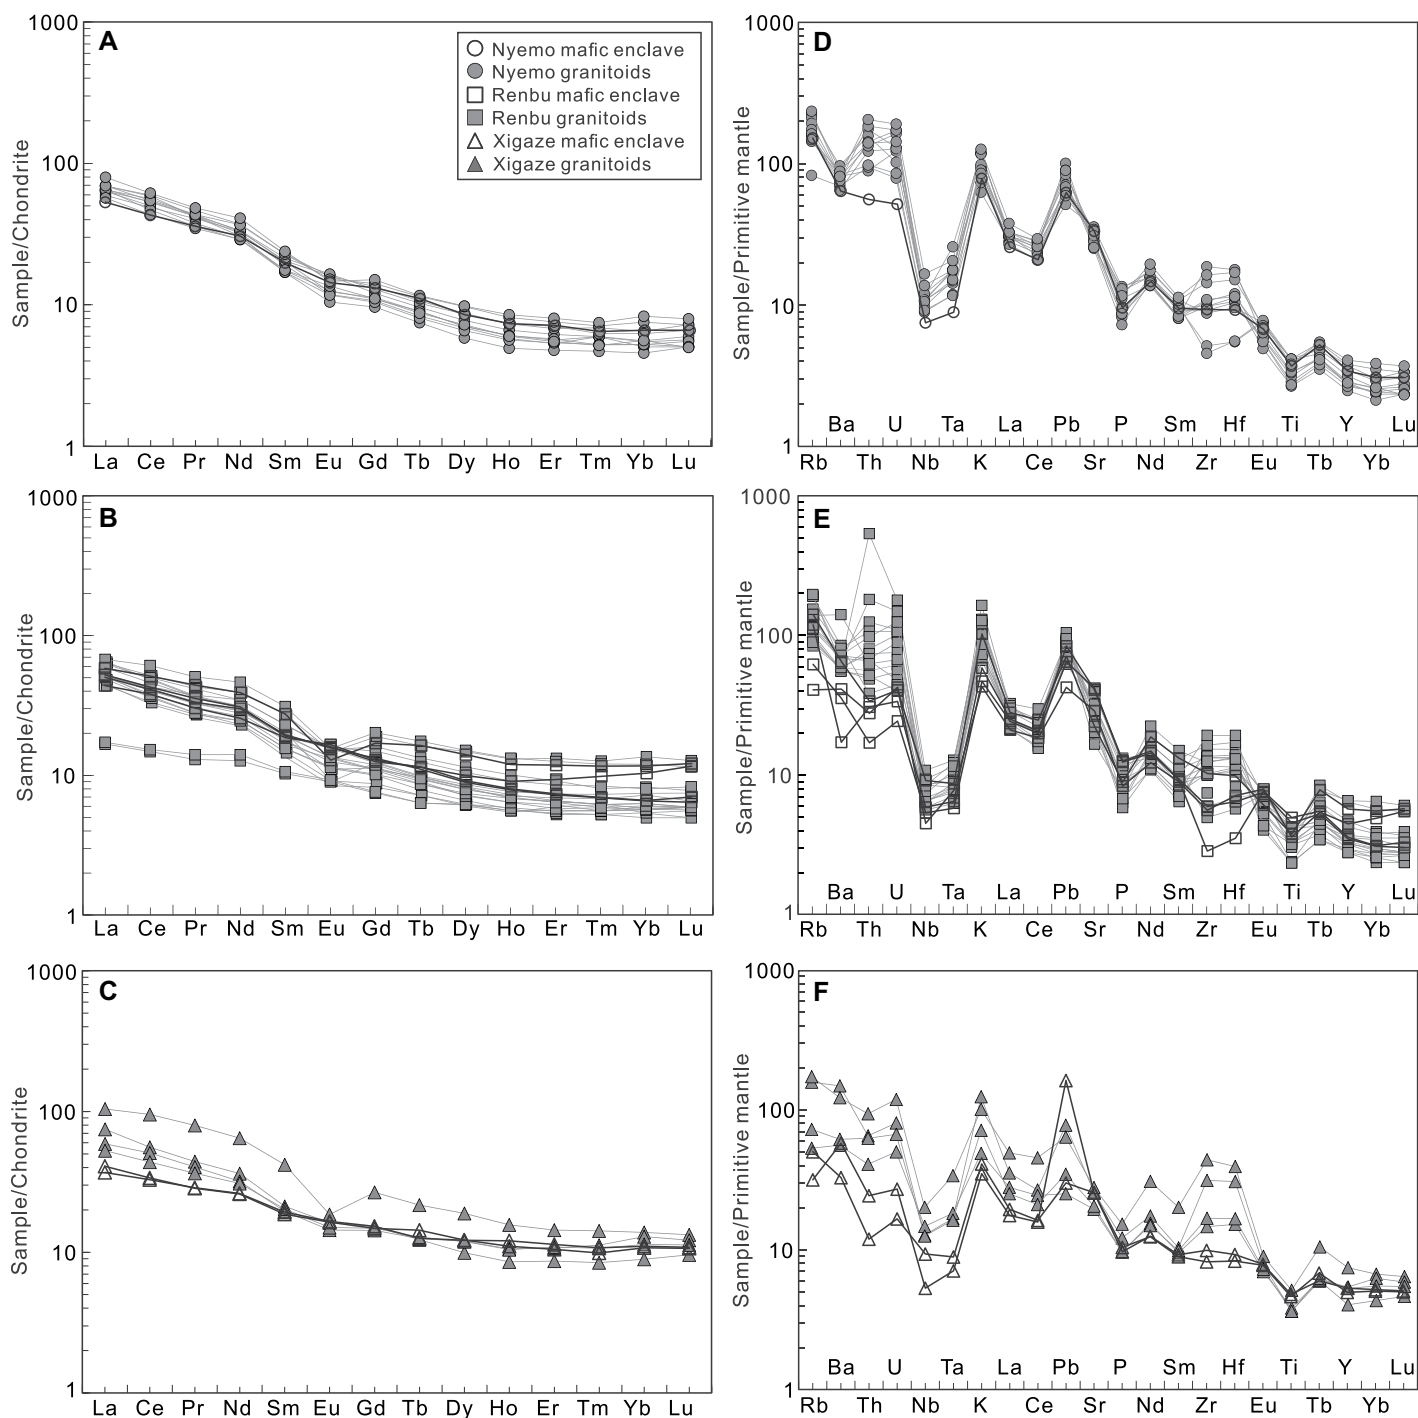 A
1000
100
10
1
Sample/Chondrite
Nyemo mafic enclave
Nyemo granitoids
Renbu mafic enclave
Renbu granitoids
Xigaze mafic enclave
Xigaze granitoids
La Ce Pr Nd Sm Eu Gd Tb Dy Ho Er Tm Yb Lu
D
1000
100
10
1
Sample/Primitive mantle
Ba U Ta La Pb P Sm Hf Ti Y Lu
Rb Th Nb K Ce Sr Nd Zr Eu Tb Yb
B
1000
100
10
1
Sample/Chondrite
La Ce Pr Nd Sm Eu Gd Tb Dy Ho Er Tm Yb Lu
E
1000
100
10
1
Sample/Primitive mantle
Ba U Ta La Pb P Sm Hf Ti Y Lu
Rb Th Nb K Ce Sr Nd Zr Eu Tb Yb
C
1000
100
10
1
Sample/Chondrite
La Ce Pr Nd Sm Eu Gd Tb Dy Ho Er Tm Yb Lu
F
1000
100
10
1
Sample/Primitive mantle
Ba U Ta La Pb P Sm Hf Ti Y Lu
Rb Th Nb K Ce Sr Nd Zr Eu Tb Yb